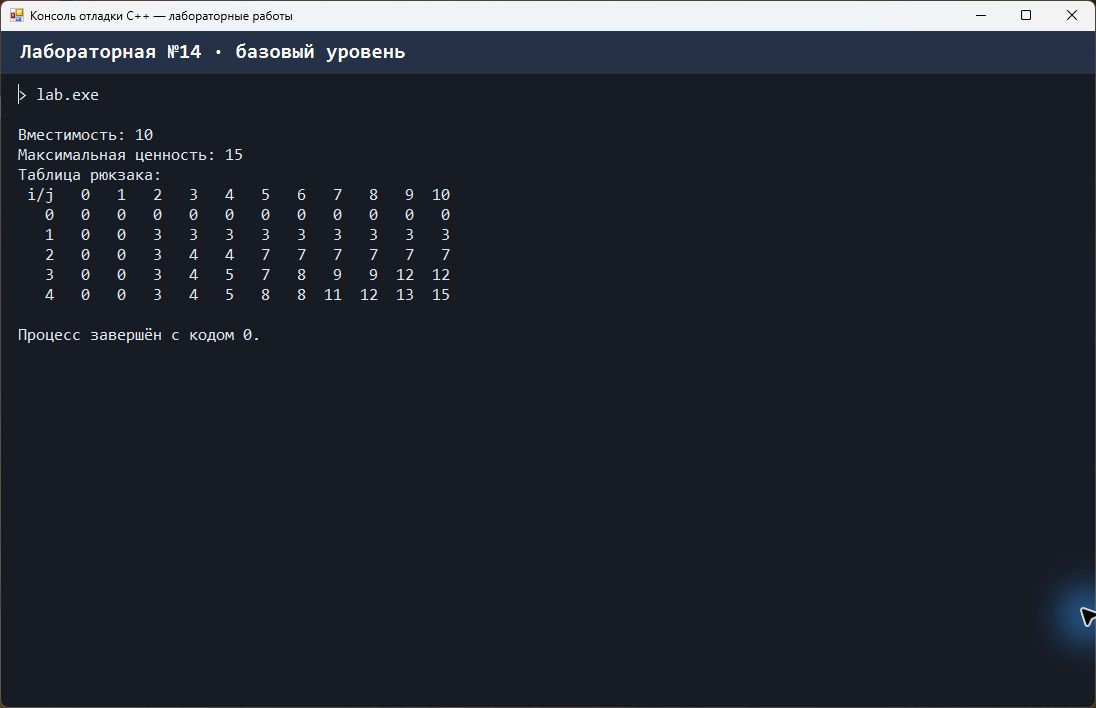 Консоль отладки C++ — лабораторные работы
Лабораторная №14 · базовый уровень
> lab.exe
Вместимость: 10
Максимальная ценность: 15
Таблица рюкзака:
i/j 0 1 2 3 4 5 6 7 8 9 10
0 0 0 0 0 0 0 0 0 0 0 0
1 0 0 3 3 3 3 3 3 3 3 3
2 0 0 3 4 4 7 7 7 7 7 7
3 0 0 3 4 5 7 8 9 9 12 12
4 0 0 3 4 5 8 8 11 12 13 15
Процесс завершён с кодом 0.